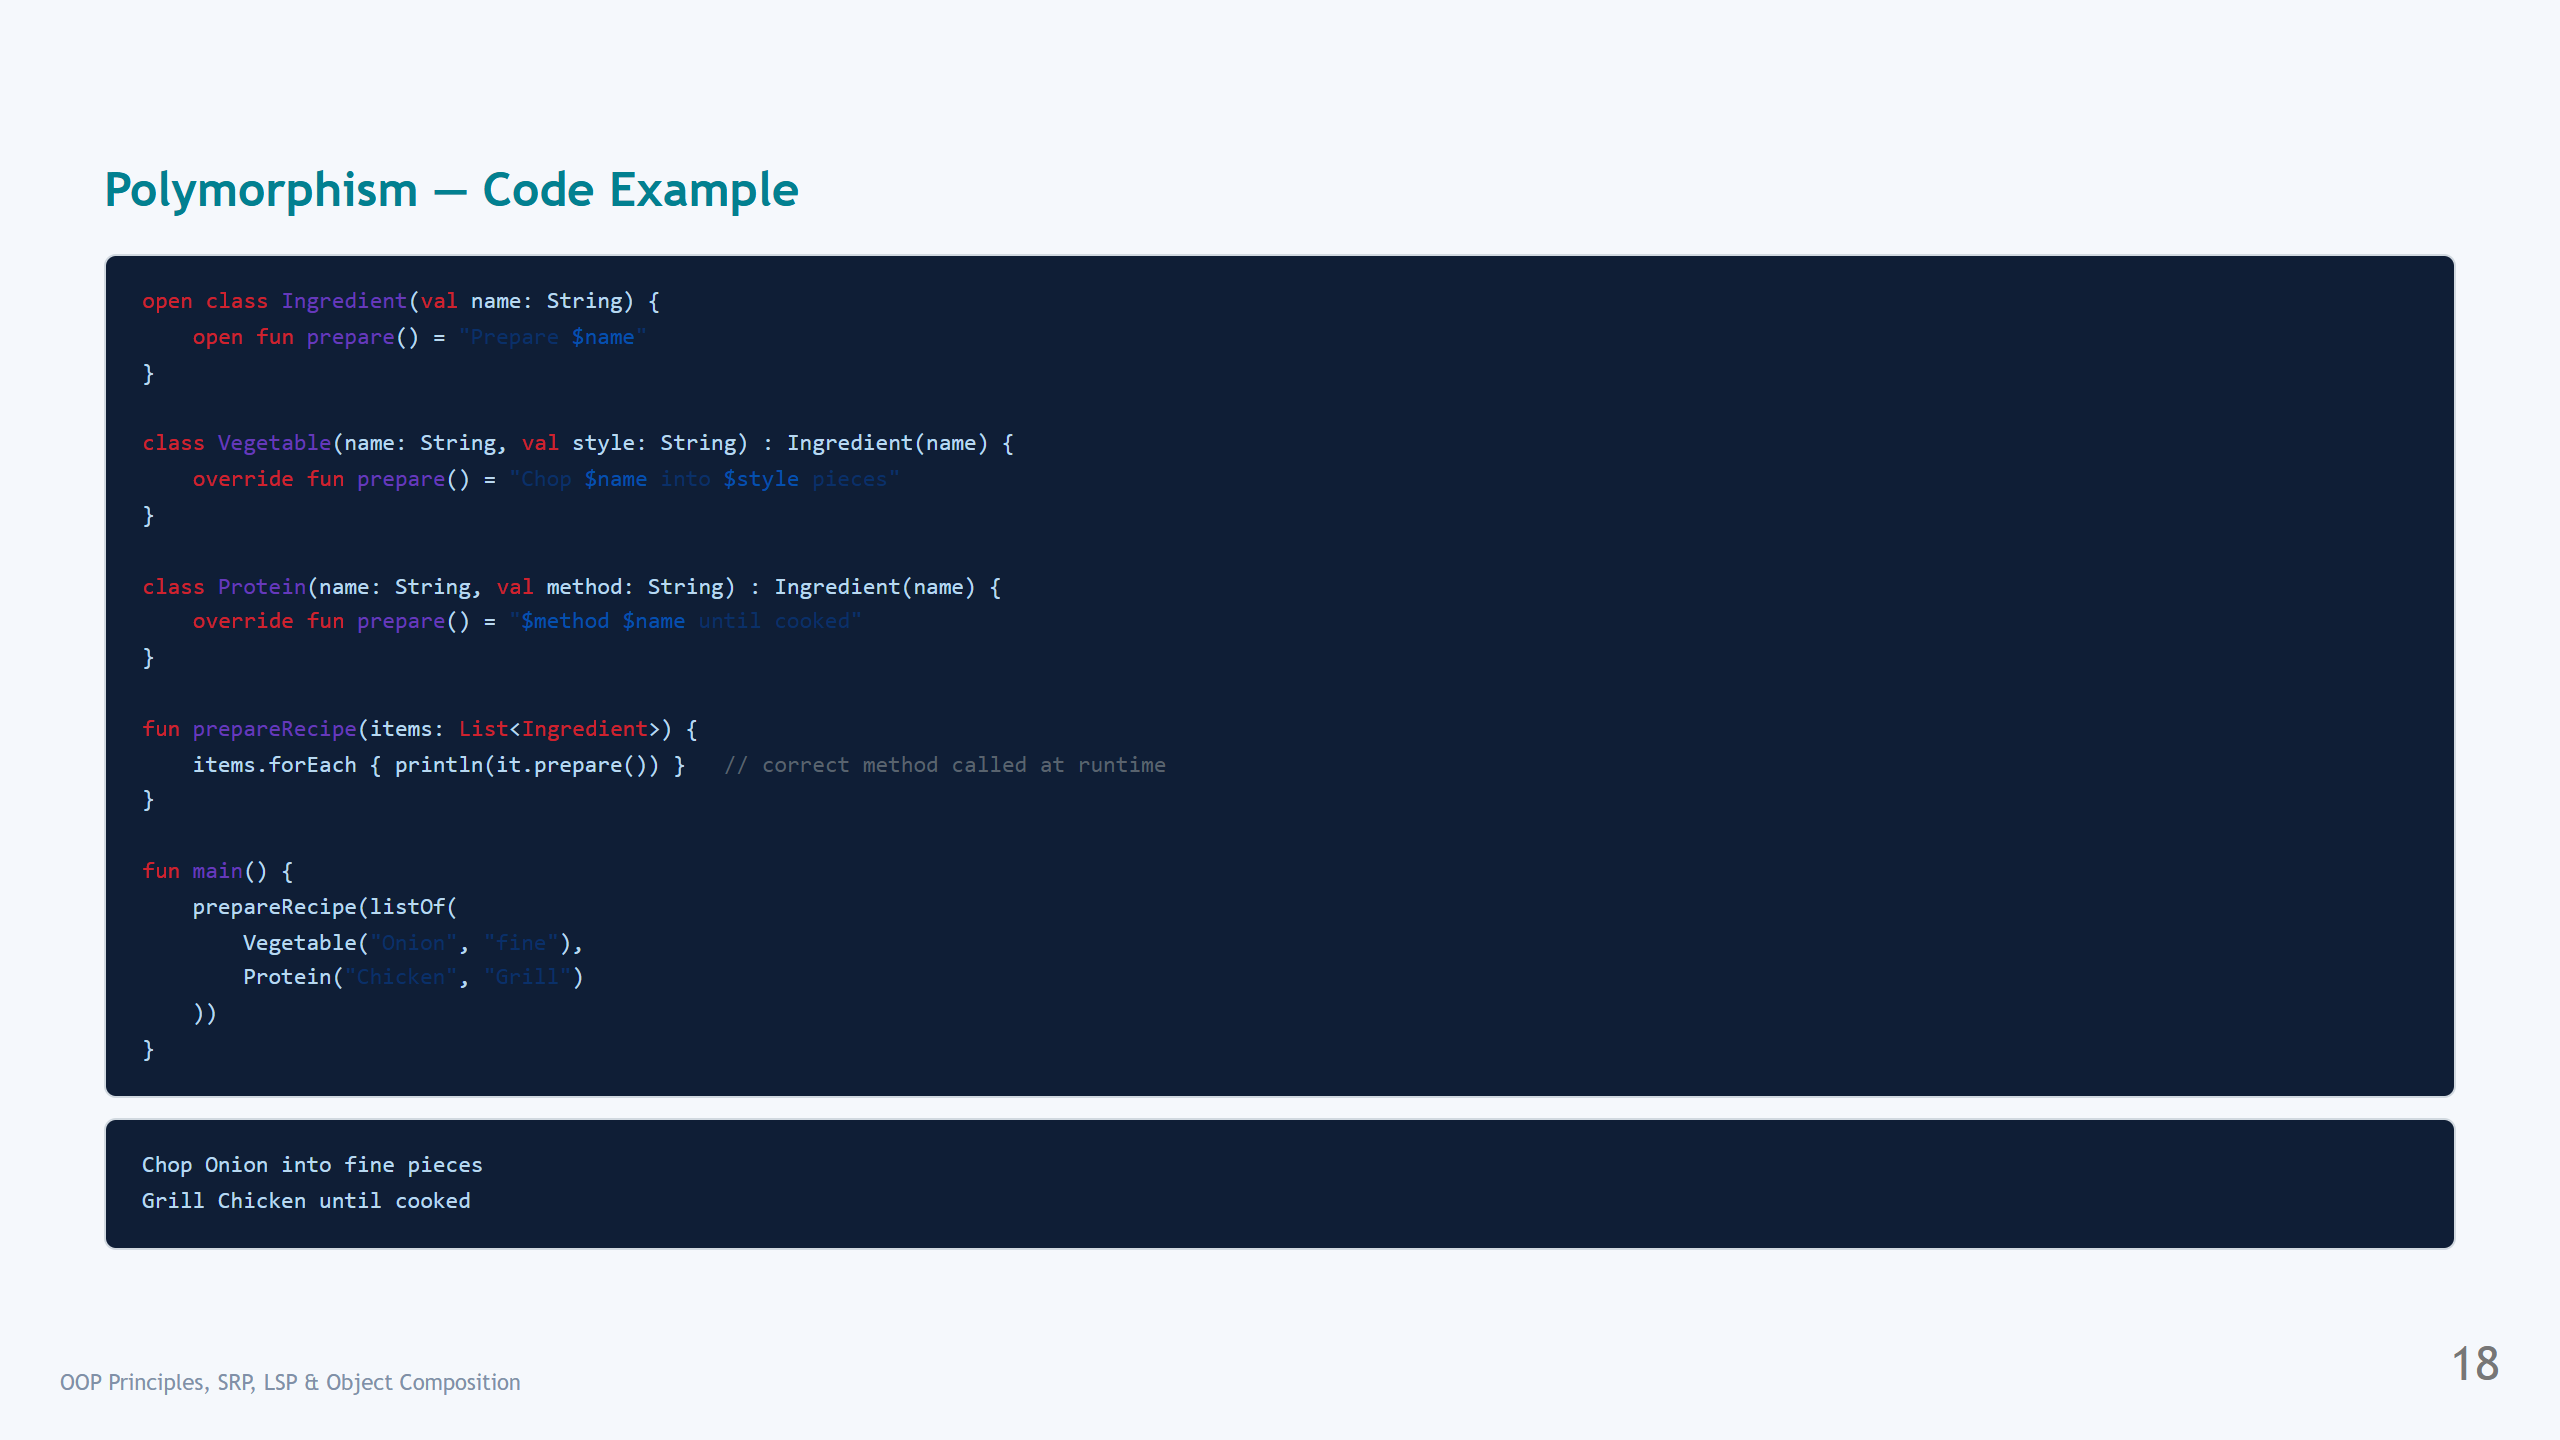 Polymorphism — Code Example
open class Ingredient(val name: String) {
    open fun prepare() = "Prepare $name"
}
class Vegetable(name: String, val style: String) : Ingredient(name) {
    override fun prepare() = "Chop $name into $style pieces"
}
class Protein(name: String, val method: String) : Ingredient(name) {
    override fun prepare() = "$method $name until cooked"
}
fun prepareRecipe(items: List<Ingredient>) {
    items.forEach { println(it.prepare()) }   // correct method called at runtime
}
fun main() {
    prepareRecipe(listOf(
        Vegetable("Onion", "fine"),
        Protein("Chicken", "Grill")
    ))
}
Chop Onion into fine pieces
Grill Chicken until cooked
OOP Principles, SRP, LSP & Object Composition
18